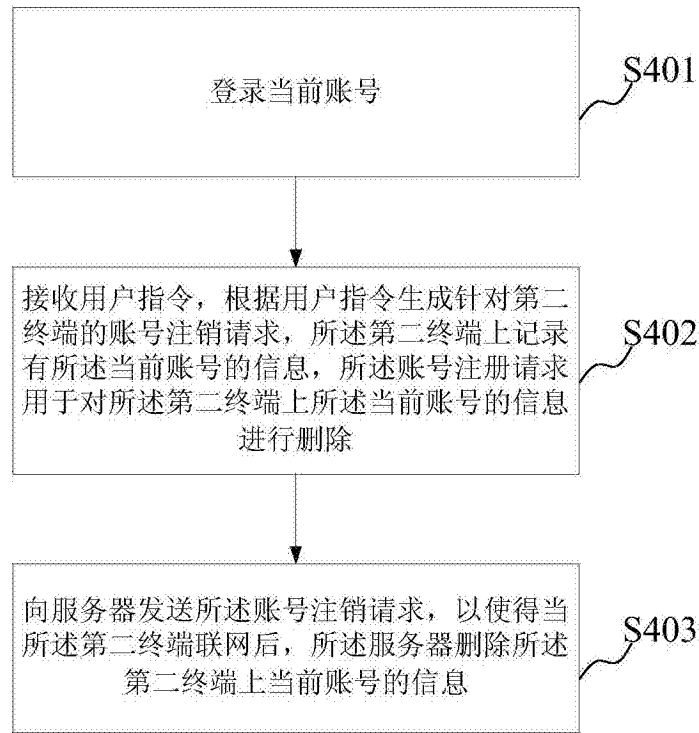 登录当前账号
S401
接收用户指令，根据用户指令生成针对第二
终端的账号注销请求，所述第二终端上记录
有所述当前账号的信息，所述账号注册请求
用于对所述第二终端上所述当前账号的信息
进行删除
S402
向服务器发送所述账号注销请求，以使得当
所述第二终端联网后，所述服务器删除所述
第二终端上当前账号的信息
S403